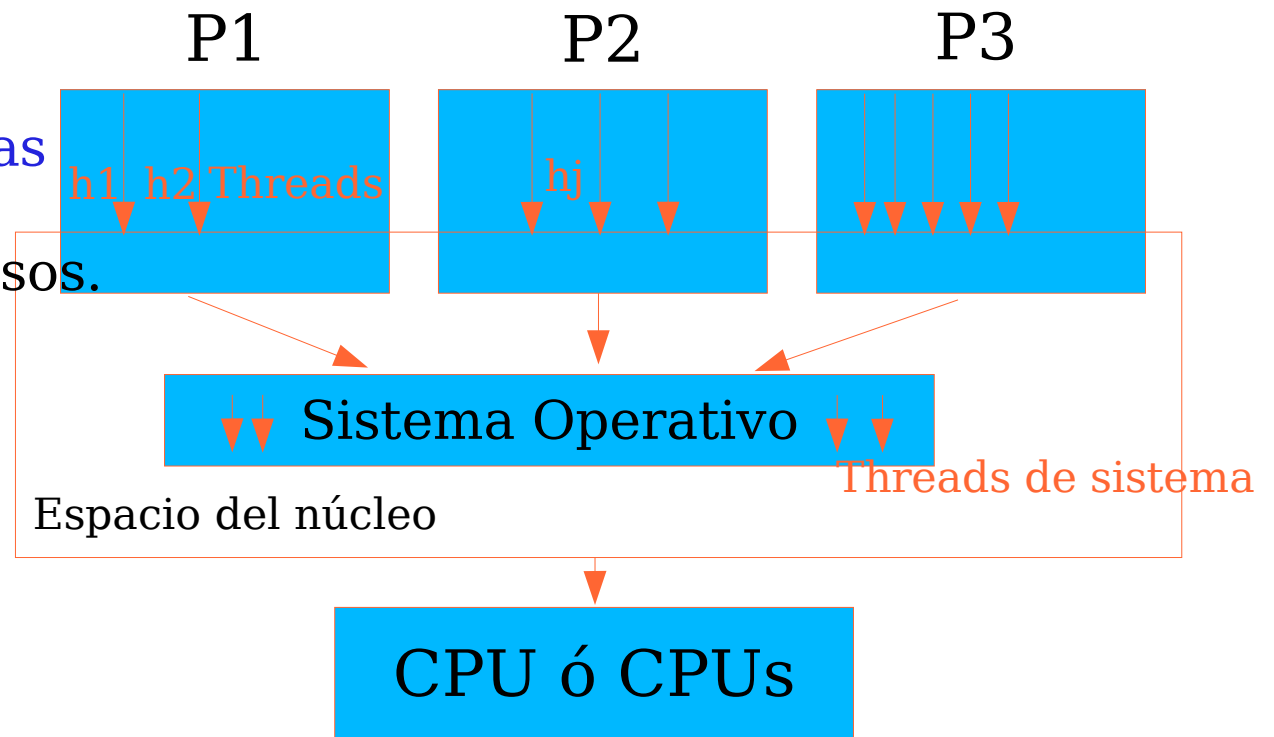 P1 P2 P3
as
h1 h2 Threads hj
sos.
Sistema Operativo
Threads de sistema
Espacio del núcleo
CPU ó CPUs